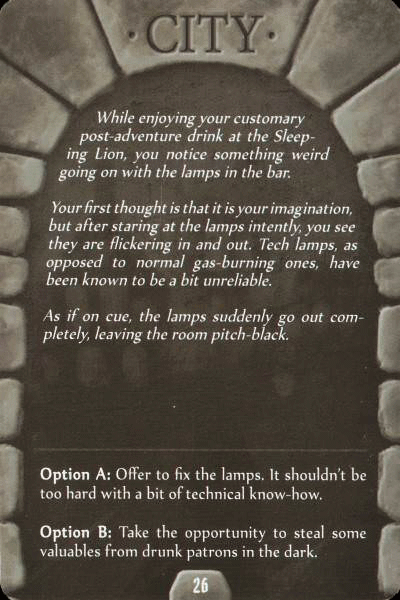 ·CITY·
While enjoying your customary
post-adventure drink at the Sleep-
ing Lion, you notice something weird
going on with the lamps in the bar.
Your first thought is that it is your imagination,
but after staring at the lamps intently, you see
they are flickering in and out. Tech lamps, as
opposed to normal gas-burning ones, have
been known to be a bit unreliable.
As if on cue, the lamps suddenly go out com-
pletely, leaving the room pitch-black.
Option A: Offer to fix the lamps. It shouldn't be
too hard with a bit of technical know-how.
Option B: Take the opportunity to steal some
valuables from drunk patrons in the dark.
26